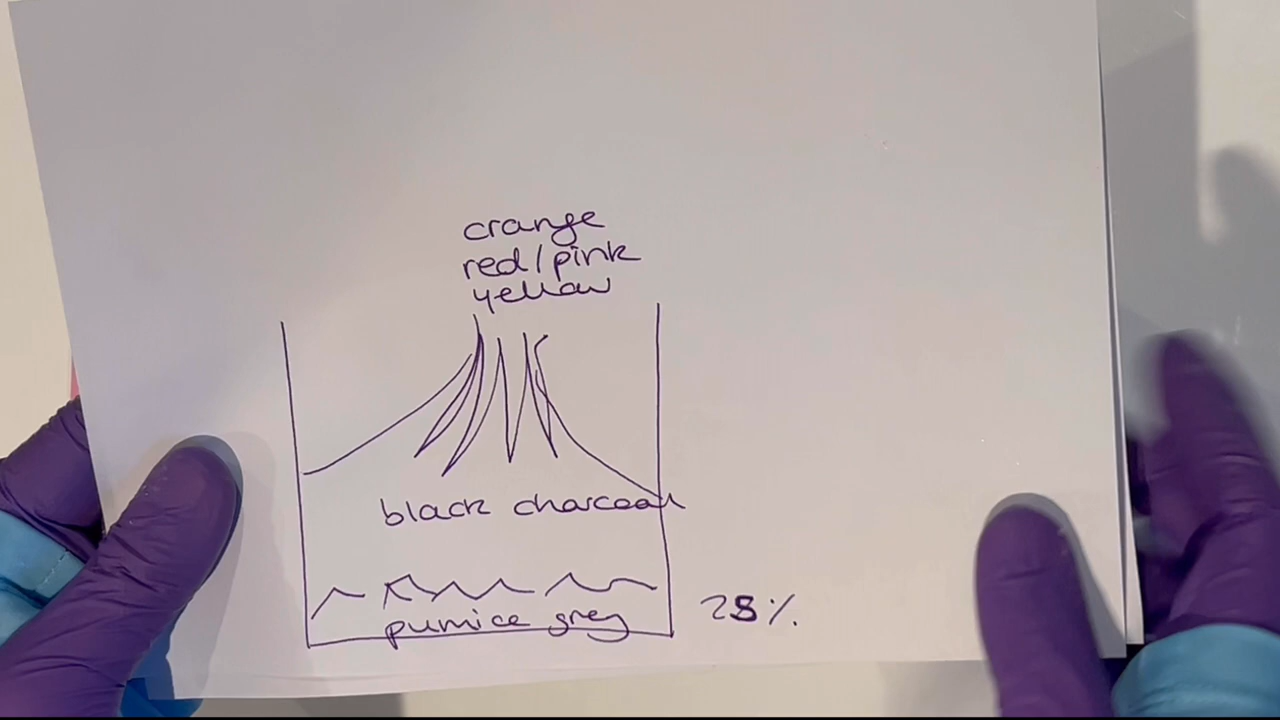 orange
red/pink
yellow
black charcoal
pumice grey
25%